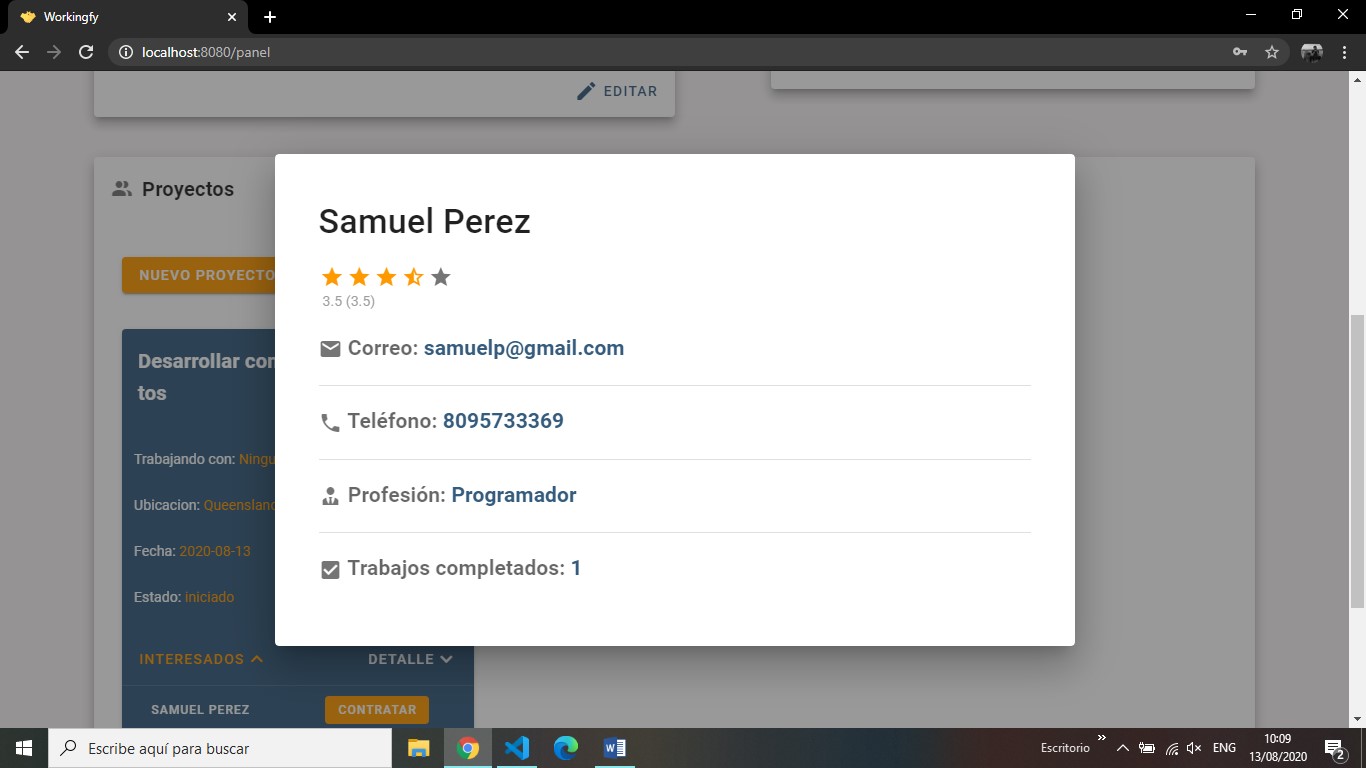 Workingfy
localhost:8080/panel
EDITAR
Proyectos
NUEVO PROYECTO
Samuel Perez
3.5 (3.5)
Correo: samuelp@gmail.com
Teléfono: 8095733369
Profesión: Programador
Trabajos completados: 1
Desarrollar con
tos
Trabajando con: Ningu
Ubicacion: Queensland
Fecha: 2020-08-13
Estado: iniciado
INTERESADOS
DETALLE
SAMUEL PEREZ
CONTRATAR
Escribe aquí para buscar
Escritorio
ENG
10:09
13/08/2020
2